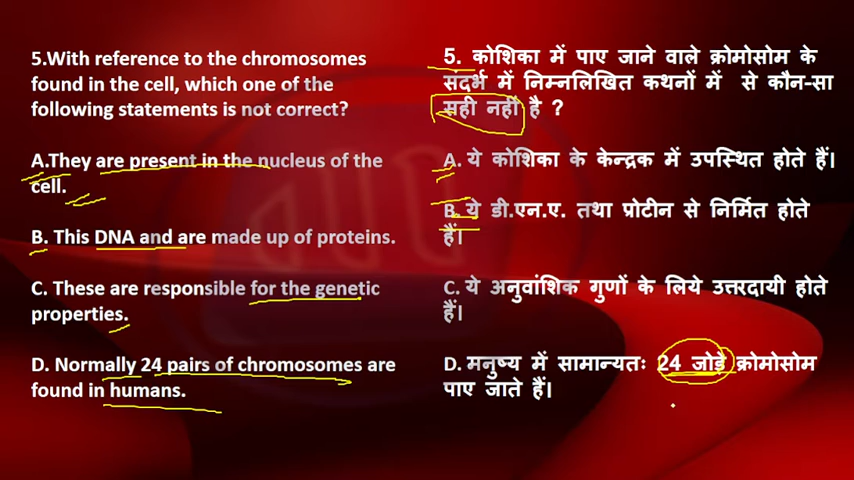 5.With reference to the chromosomes
found in the cell, which one of the
following statements is not correct?
A.They are present in the nucleus of the
cell.
B. This DNA and are made up of proteins.
C. These are responsible for the genetic
properties.
D. Normally 24 pairs of chromosomes are
found in humans.
5. कोशिका में पाए जाने वाले क्रोमोसोम के
सदर्भ में निम्नलिखित कथनों में से कौन-सा
सही नहीं है ?
A. ये कोशिका के केन्द्रक में उपस्थित होते हैं।
B. ये डी.एन.ए. तथा प्रोटीन से निर्मित होते
हैं।
C. ये अनुवांशिक गुणों के लिये उत्तरदायी होते
हैं।
D. मनुष्य में सामान्यतः 24 जोड़े क्रोमोसोम
पाए जाते हैं।